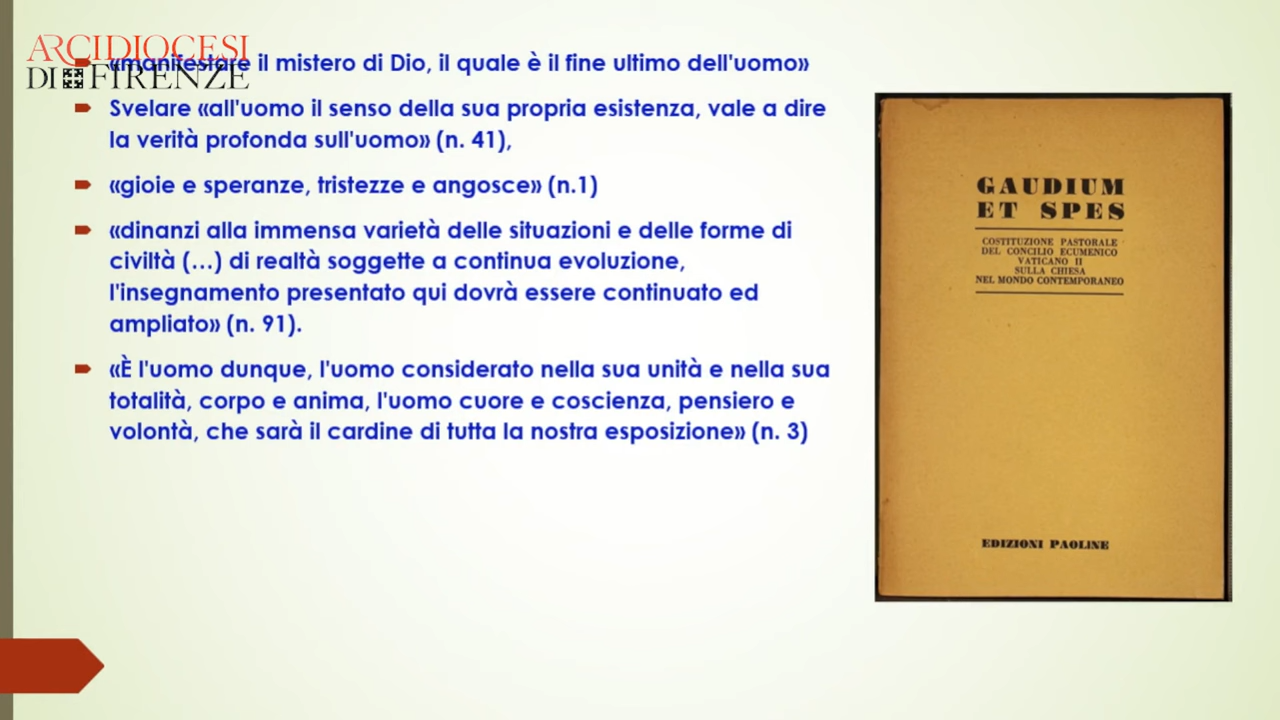 ARCIDIOCESI
DI FIRENZE
«manifestare il mistero di Dio, il quale è il fine ultimo dell'uomo»
Svelare «all'uomo il senso della sua propria esistenza, vale a dire
la verità profonda sull'uomo» (n. 41),
«gioie e speranze, tristezze e angosce» (n.1)
«dinanzi alla immensa varietà delle situazioni e delle forme di
civiltà (...) di realtà soggette a continua evoluzione,
l'insegnamento presentato qui dovrà essere continuato ed
ampliato» (n. 91).
«È l'uomo dunque, l'uomo considerato nella sua unità e nella sua
totalità, corpo e anima, l'uomo cuore e coscienza, pensiero e
volontà, che sarà il cardine di tutta la nostra esposizione» (n. 3)
GAUDIUM
ET SPES
COSTITUZIONE PASTORALE
DEL CONCILIO ECUMENICO
VATICANO II
SULLA CHIESA
NEL MONDO CONTEMPORANEO
EDIZIONI PAOLINE